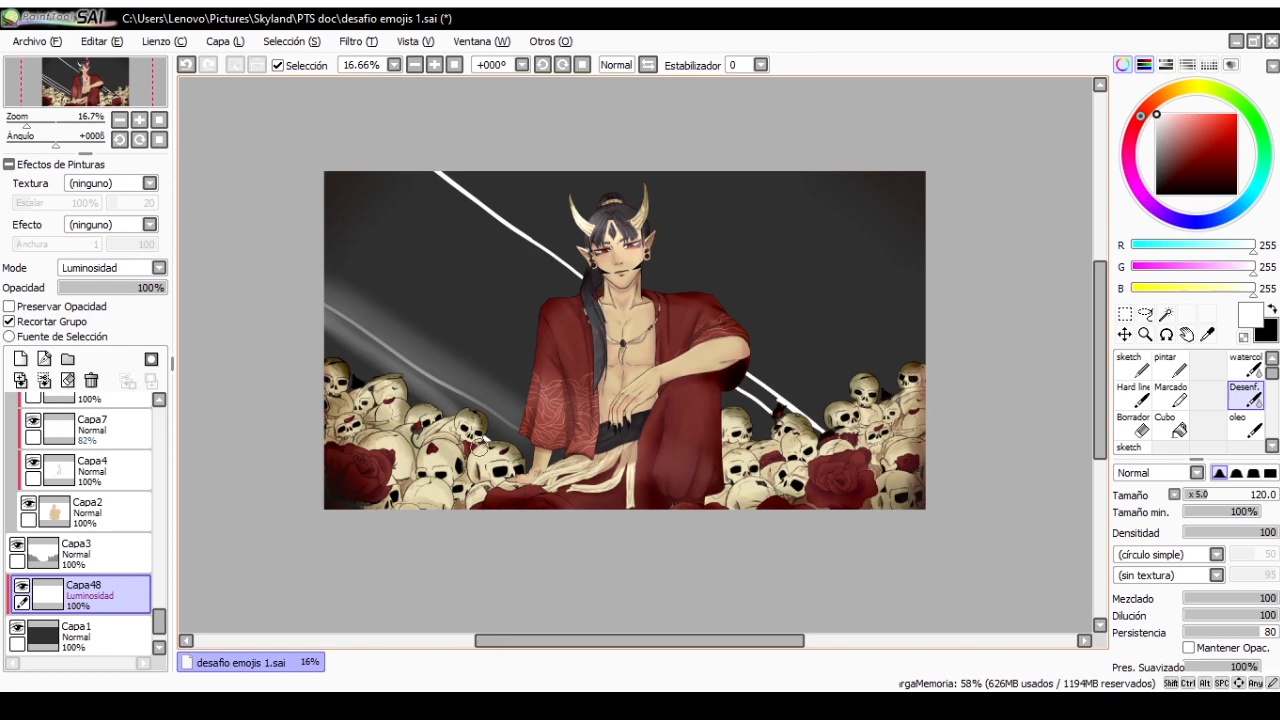 PaintTool SAI C:\Users\Lenovo\Pictures\Skyland\PTS doc\desafio emojis 1.sai (*)
Archivo (F) Editar (E) Lienzo (C) Capa (L) Selección (S) Filtro (T) Vista (V) Ventana (W) Otros (O)
Selección 16.66% +000º Normal Estabilizador 0
Zoom 16.7%
Ángulo +000ß
Efectos de Pinturas
Textura (ninguno)
Escalar 100% 20
Efecto (ninguno)
Anchura 1 100
Mode Luminosidad
Opacidad 100%
Preservar Opacidad
Recortar Grupo
Fuente de Selección
100%
Capa7
Normal
82%
Capa4
Normal
100%
Capa2
Normal
100%
Capa3
Normal
100%
Capa48
Luminosidad
100%
Capa1
Normal
R 255
G 255
B 255
sketch pintar watercol
Hard line Marcado Desenf.
Borrador Cubo oleo
sketch
Normal
Tamaño x 5.0 120.0
Tamaño min. 100%
Densitidad 100
(círculo simple) 50
(sin textura) 95
Mezclado 100
Dilución 100
Persistencia 80
Mantener Opac.
Pres. Suavizado 100%
desafio emojis 1.sai 16%
rgaMemoria: 58% (626MB usados / 1194MB reservados) Shift Ctrl Alt SPC Any